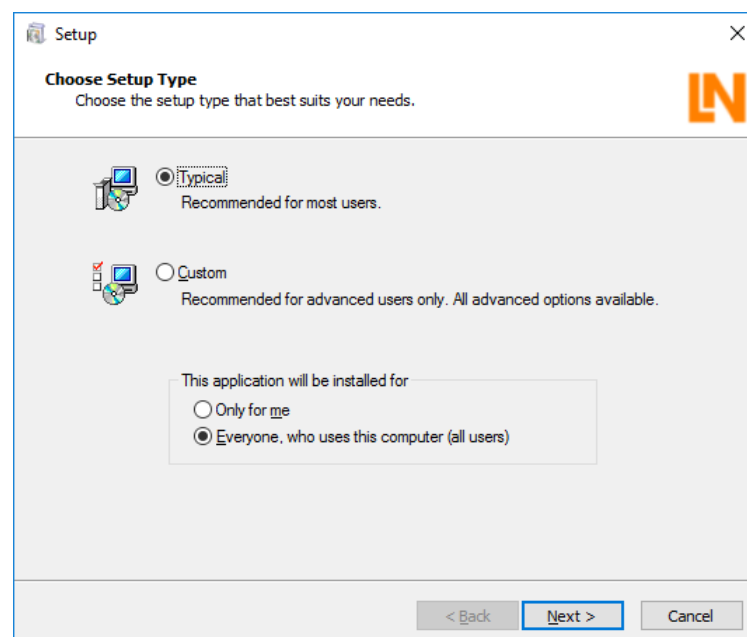 Setup
Choose Setup Type
Choose the setup type that best suits your needs.
LN
Typical
Recommended for most users.
Custom
Recommended for advanced users only. All advanced options available.
This application will be installed for
Only for me
Everyone, who uses this computer (all users)
< Back Next > Cancel